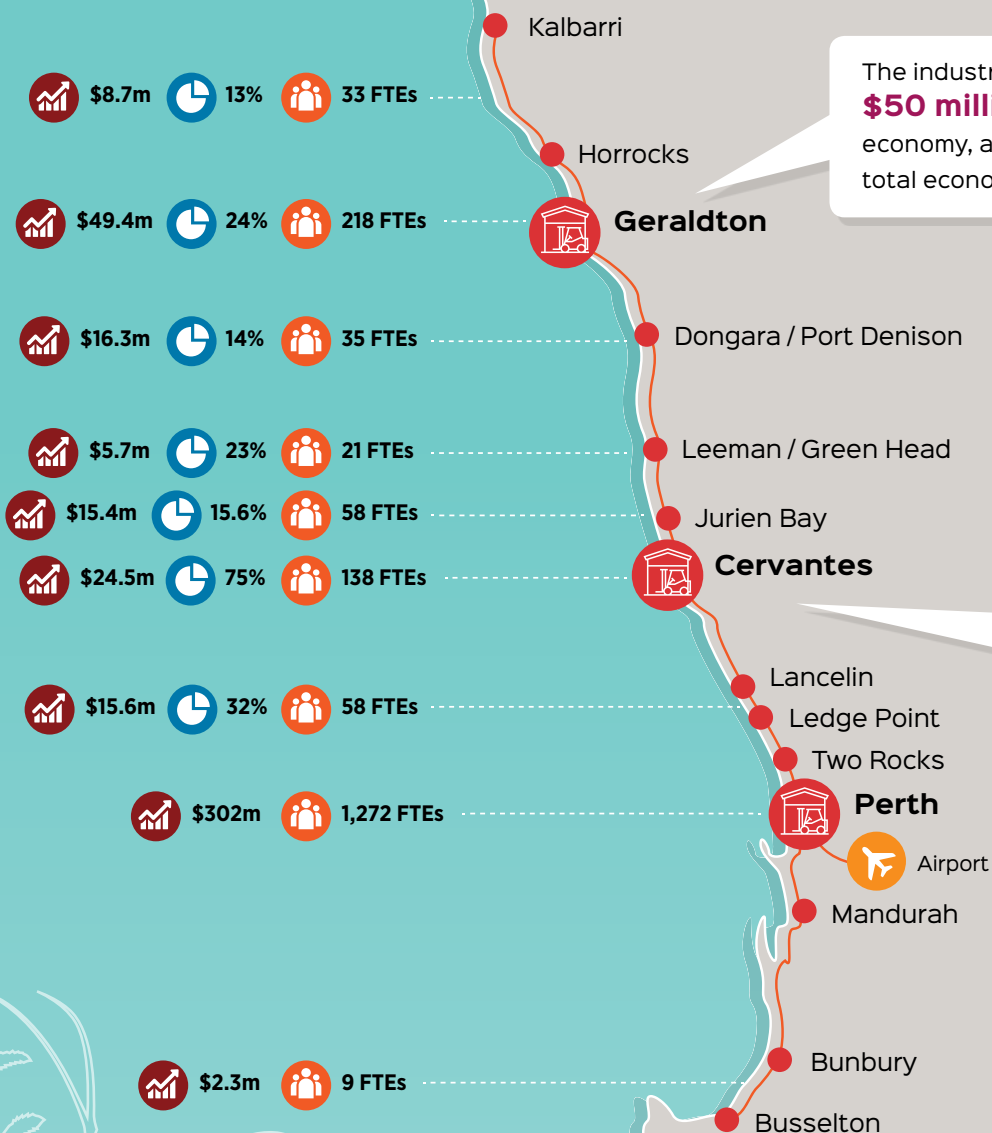 Kalbarri
The
$50
economy,
total
$8.7m 13% 33 FTEs
Horrocks
$49.4m 24% 218 FTEs
Geraldton
$16.3m 14% 35 FTEs
Dongara / Port Denison
$5.7m 23% 21 FTEs
Leeman / Green Head
$15.4m 15.6% 58 FTEs
Jurien Bay
$24.5m 75% 138 FTEs
Cervantes
Lancelin
$15.6m 32% 58 FTEs
Ledge Point
Two Rocks
$302m 1,272 FTEs
Perth
Airport
Mandurah
Bunbury
$2.3m 9 FTEs
Busselton